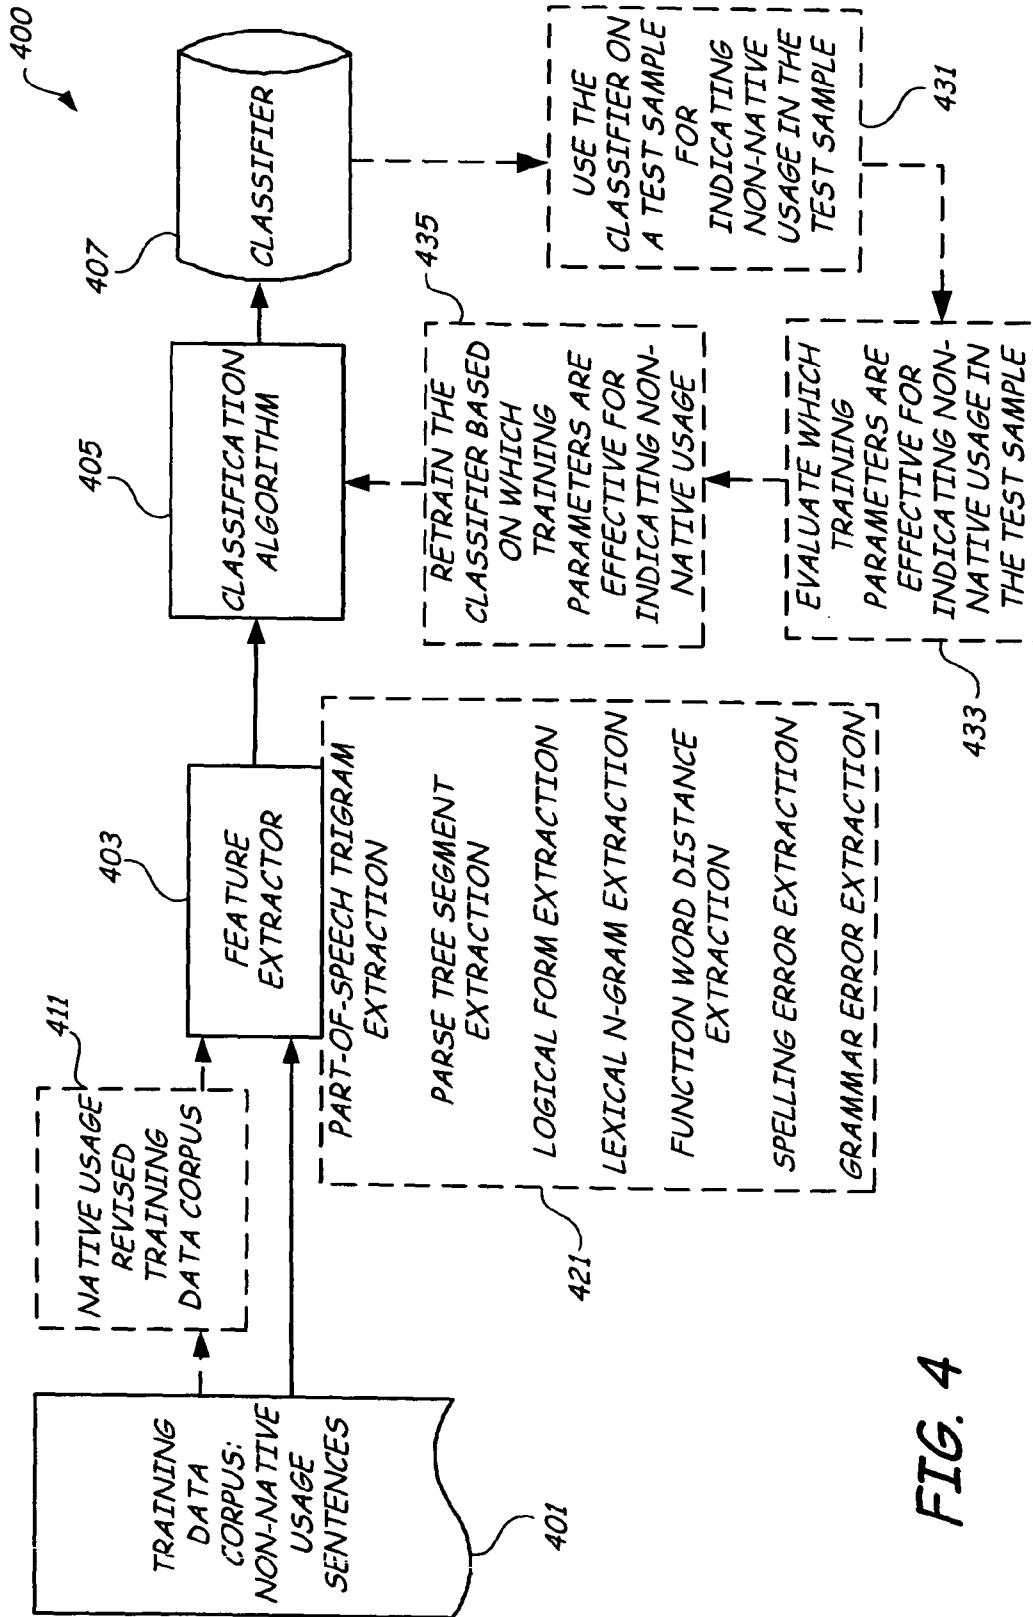 400
TRAINING
DATA
CORPUS:
NON-NATIVE
USAGE
SENTENCES
401
NATIVE USAGE
REVISED
TRAINING
DATA CORPUS
411
FEATURE
EXTRACTOR
403
PART-OF-SPEECH TRIGRAM
EXTRACTION
PARSE TREE SEGMENT
EXTRACTION
LOGICAL FORM EXTRACTION
LEXICAL N-GRAM EXTRACTION
FUNCTION WORD DISTANCE
EXTRACTION
SPELLING ERROR EXTRACTION
GRAMMAR ERROR EXTRACTION
421
CLASSIFICATION
ALGORITHM
405
CLASSIFIER
407
RETRAIN THE
CLASSIFIER BASED
ON WHICH
TRAINING
PARAMETERS ARE
EFFECTIVE FOR
INDICATING NON-
NATIVE USAGE
435
USE THE
CLASSIFIER ON
A TEST SAMPLE
FOR
INDICATING
NON-NATIVE
USAGE IN THE
TEST SAMPLE
431
EVALUATE WHICH
TRAINING
PARAMETERS ARE
EFFECTIVE FOR
INDICATING NON-
NATIVE USAGE IN
THE TEST SAMPLE
433
FIG. 4